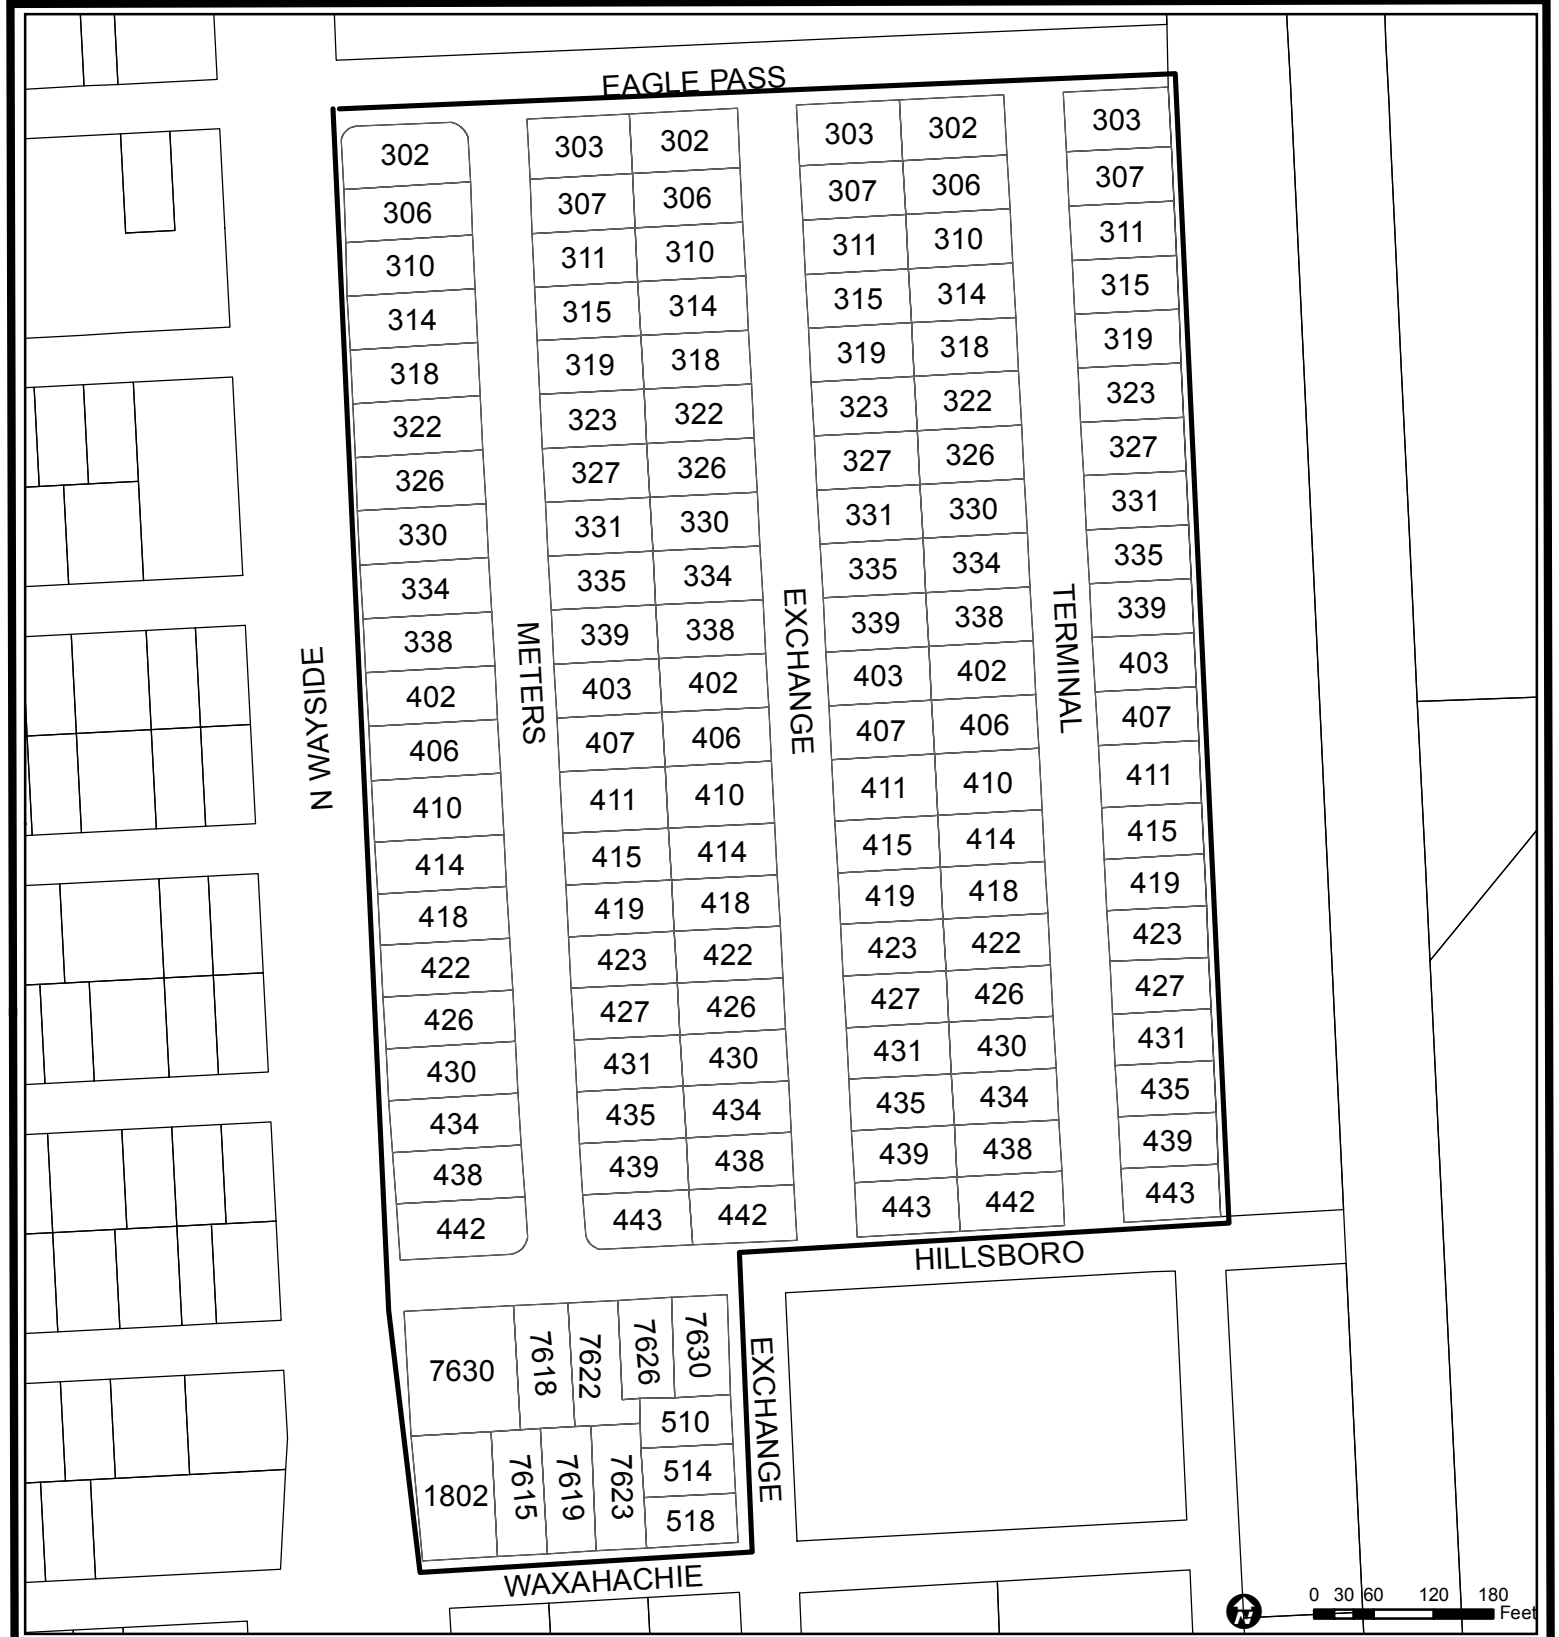 EAGLE PASS
302 303 302 303 302 303
306 307 306 307 306 307
310 311 310 311 310 311
314 315 314 315 314 315
318 319 318 319 318 319
322 323 322 323 322 323
326 327 326 327 326 327
330 331 330 331 330 331
334 335 334 335 334 335
338 339 338 339 338 339
402 403 402 403 402 403
406 407 406 407 406 407
410 411 410 411 410 411
414 415 414 415 414 415
418 419 418 419 418 419
422 423 422 423 422 423
426 427 426 427 426 427
430 431 430 431 430 431
434 435 434 435 434 435
438 439 438 439 438 439
442 443 442 443 442 443
N WAYSIDE
METERS
EXCHANGE
TERMINAL
HILLSBORO
7630 7618 7622 7626 7630
510
514
518
1802 7615 7619 7623
EXCHANGE
WAXAHACHIE
N
0 30 60 120 180
Feet